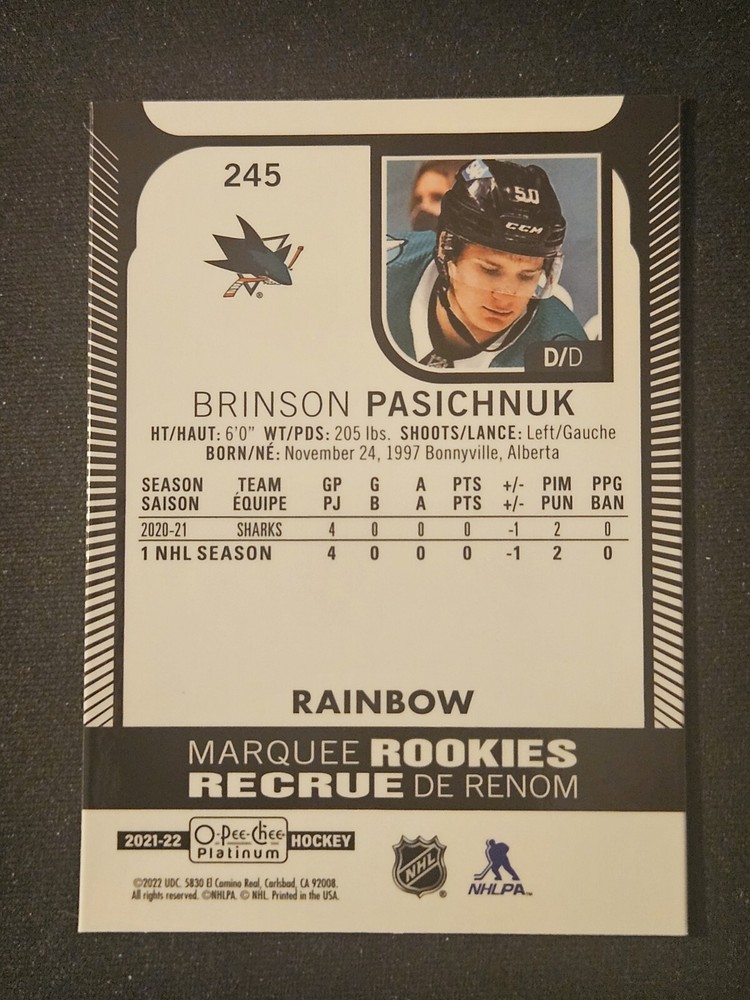 245
50
CCM
D/D
BRINSON PASICHNUK
HT/HAUT: 6'0" WT/PDS: 205 lbs. SHOOTS/LANCE: Left/Gauche
BORN/NÉ: November 24, 1997 Bonnyville, Alberta
SEASON TEAM GP G A PTS +/- PIM PPG
SAISON ÉQUIPE PJ B A PTS +/- PUN BAN
2020-21 SHARKS 4 0 0 0 -1 2 0
1 NHL SEASON 4 0 0 0 -1 2 0
RAINBOW
MARQUEE ROOKIES
RECRUE DE RENOM
2021-22 O-Pee-Chee Platinum HOCKEY
NHL ®
NHLPA™
©2022 UDC. 5830 El Camino Real, Carlsbad, CA 92008.
All rights reserved. ©NHLPA. © NHL. Printed in the USA.